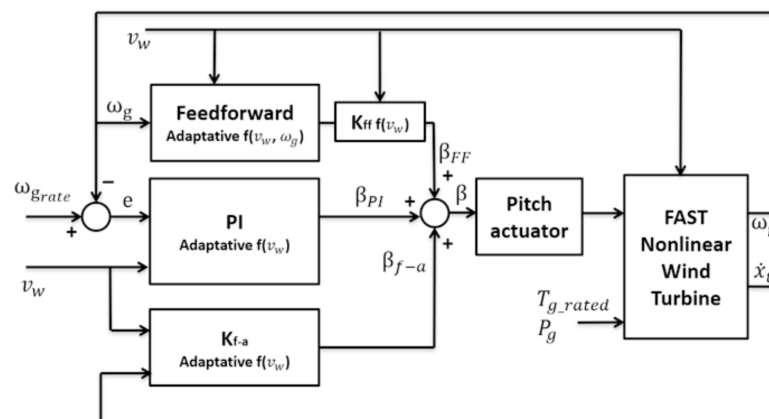 v_w
Feedforward
Adaptative f(v_w, ω_g)
K_ff f(v_w)
ω_g
β_FF
+
−
ω_g_rate
+
e
PI
Adaptative f(v_w)
β_PI
+
+
β
Pitch
actuator
FAST
Nonlinear
Wind
Turbine
v_w
β_f−a
K_f-a
Adaptative f(v_w)
T_g_rated
P_g